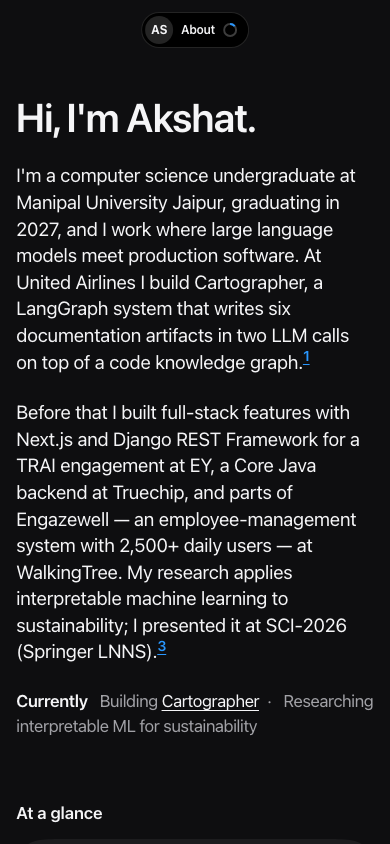 AS About
Hi, I'm Akshat.
I'm a computer science undergraduate at
Manipal University Jaipur, graduating in
2027, and I work where large language
models meet production software. At
United Airlines I build Cartographer, a
LangGraph system that writes six
documentation artifacts in two LLM calls
on top of a code knowledge graph.1
Before that I built full-stack features with
Next.js and Django REST Framework for a
TRAI engagement at EY, a Core Java
backend at Truechip, and parts of
Engazewell — an employee-management
system with 2,500+ daily users — at
WalkingTree. My research applies
interpretable machine learning to
sustainability; I presented it at SCI-2026
(Springer LNNS).3
Currently Building Cartographer · Researching
interpretable ML for sustainability
At a glance